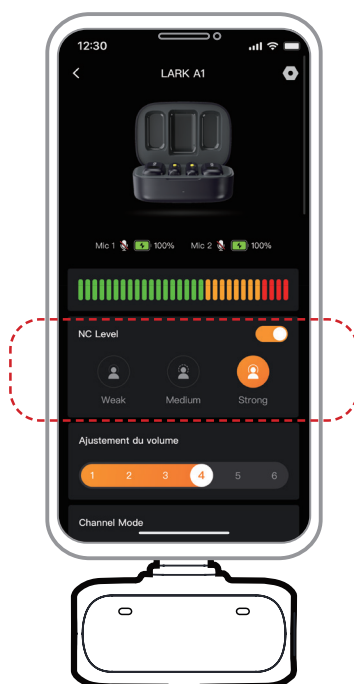 12:30
LARK A1
Mic 1 100% Mic 2 100%
NC Level
Weak Medium Strong
Ajustement du volume
1 2 3 4 5 6
Channel Mode